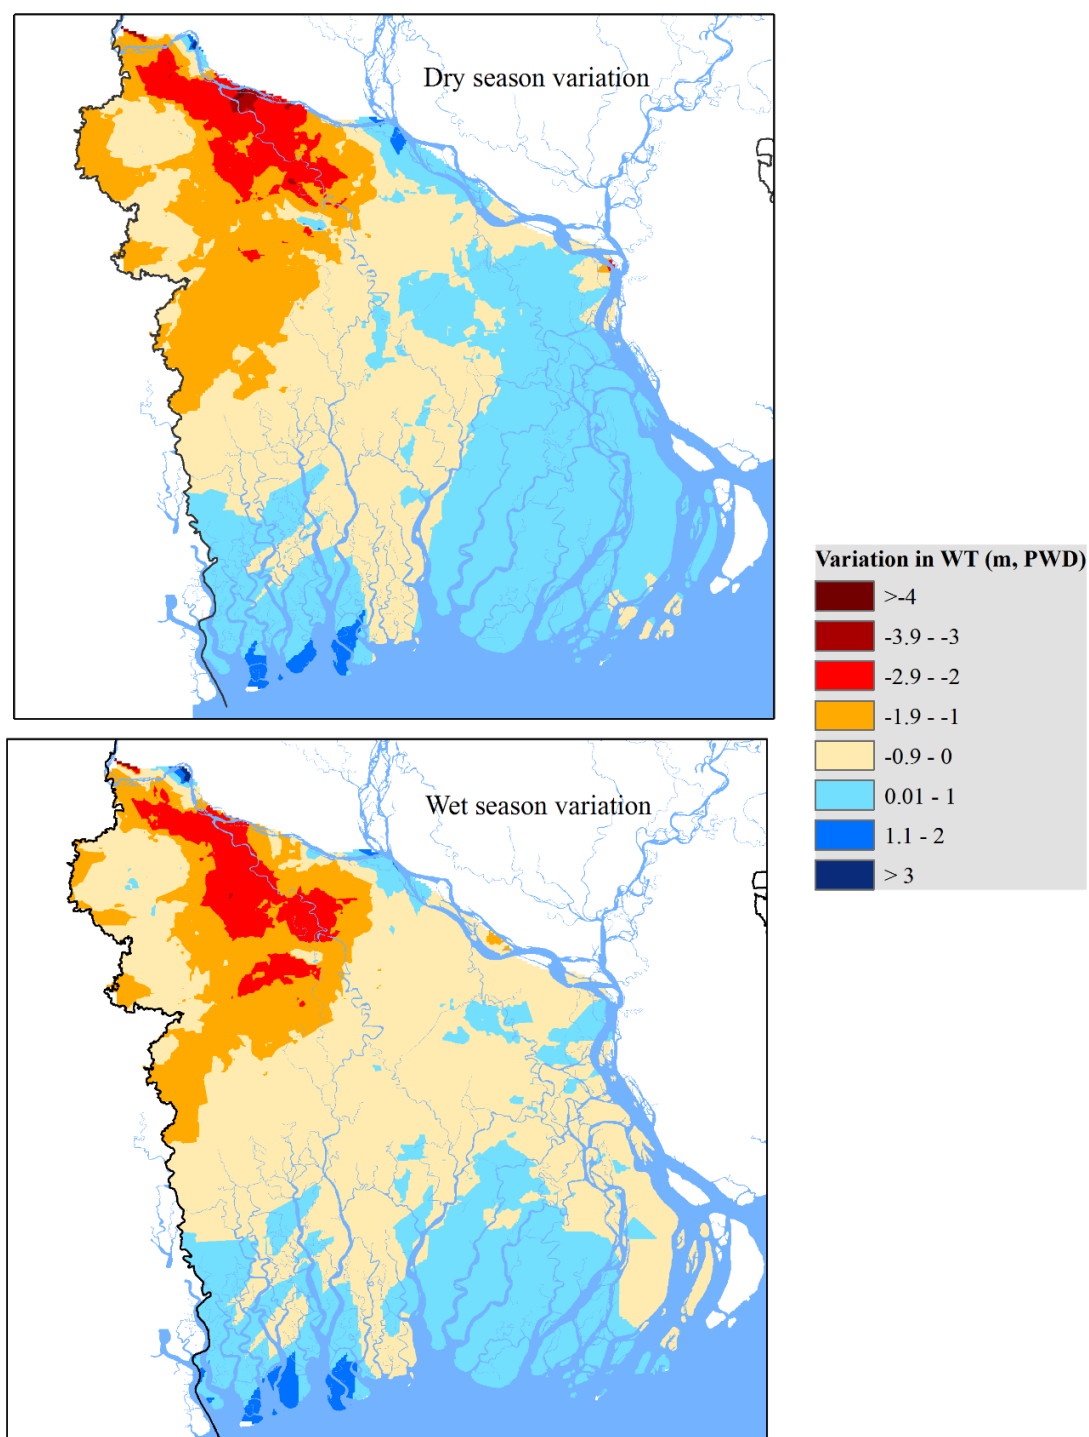 Dry season variation
Wet season variation
Variation in WT (m, PWD)
>-4
-3.9 - -3
-2.9 - -2
-1.9 - -1
-0.9 - 0
0.01 - 1
1.1 - 2
> 3